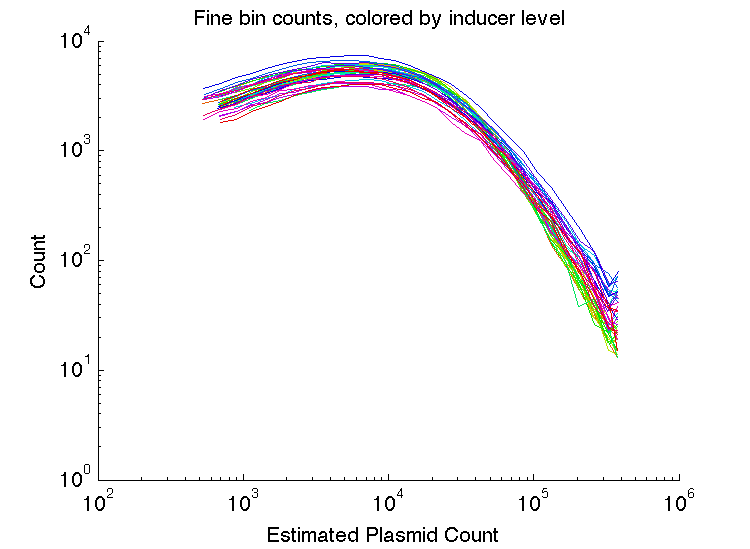 Fine bin counts, colored by inducer level
10^4
10^3
10^2
10^1
10^0
Count
10^2 10^3 10^4 10^5 10^6
Estimated Plasmid Count